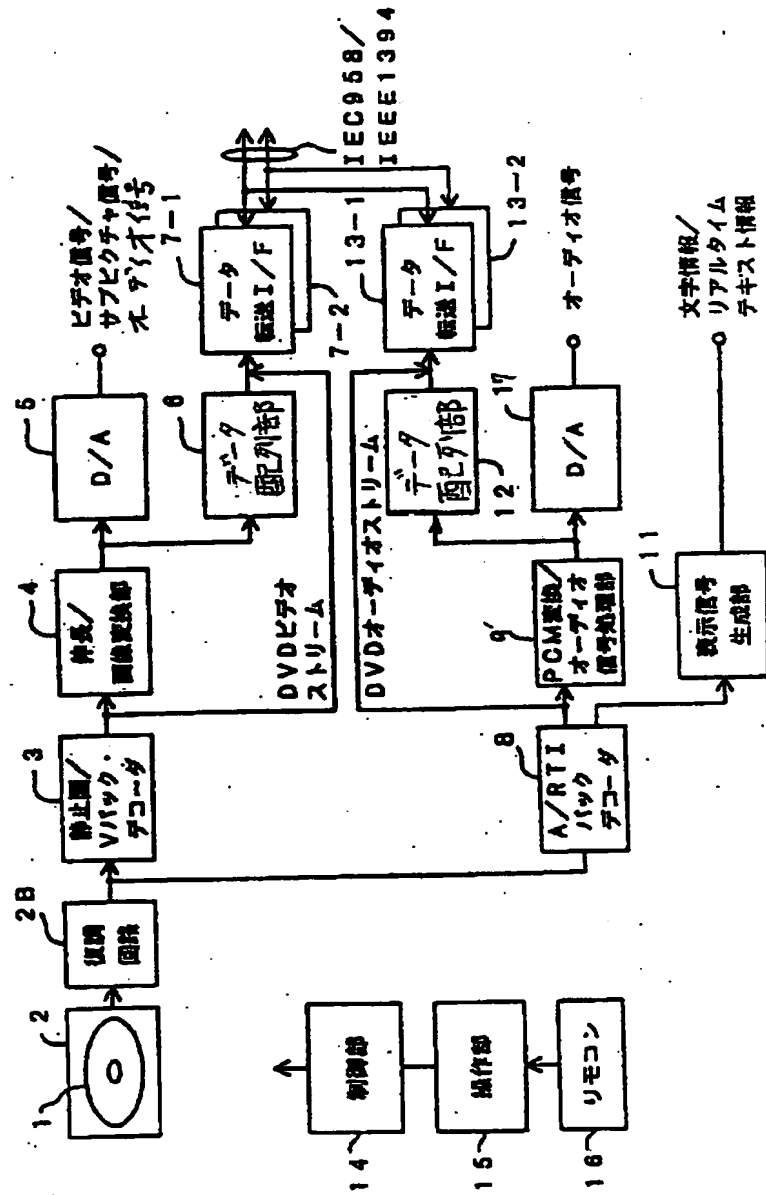 1
2
2B
復調
回路
3
静止画/
Vパック・
デコーダ
4
伸長/
画像変換部
5
D/A
ビデオ信号/
サブピクチャ信号/
オーディオ信号
6
データ
配列部
7-1
データ
転送I/F
7-2
IEC958/
IEEE1394
DVDビデオ
ストリーム
DVDオーディオストリーム
データ
配列部
12
13-1
データ
転送I/F
13-2
8
A/RTI
パック
デコーダ
9'
PCM変換/
オーディオ
信号処理部
17
D/A
オーディオ信号
11
表示信号
生成部
文字情報/
リアルタイム
テキスト情報
制御部
14
操作部
15
リモコン
16